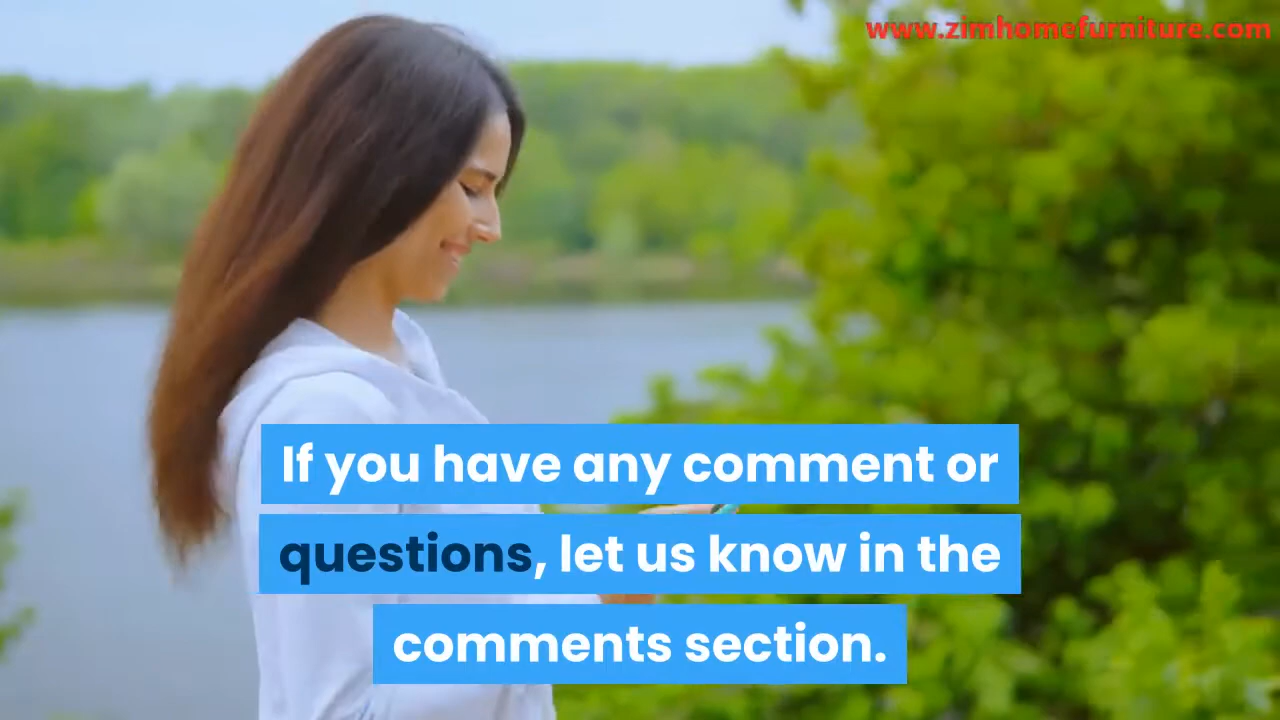 www.zimhomefurniture.com
If you have any comment or
questions, let us know in the
comments section.